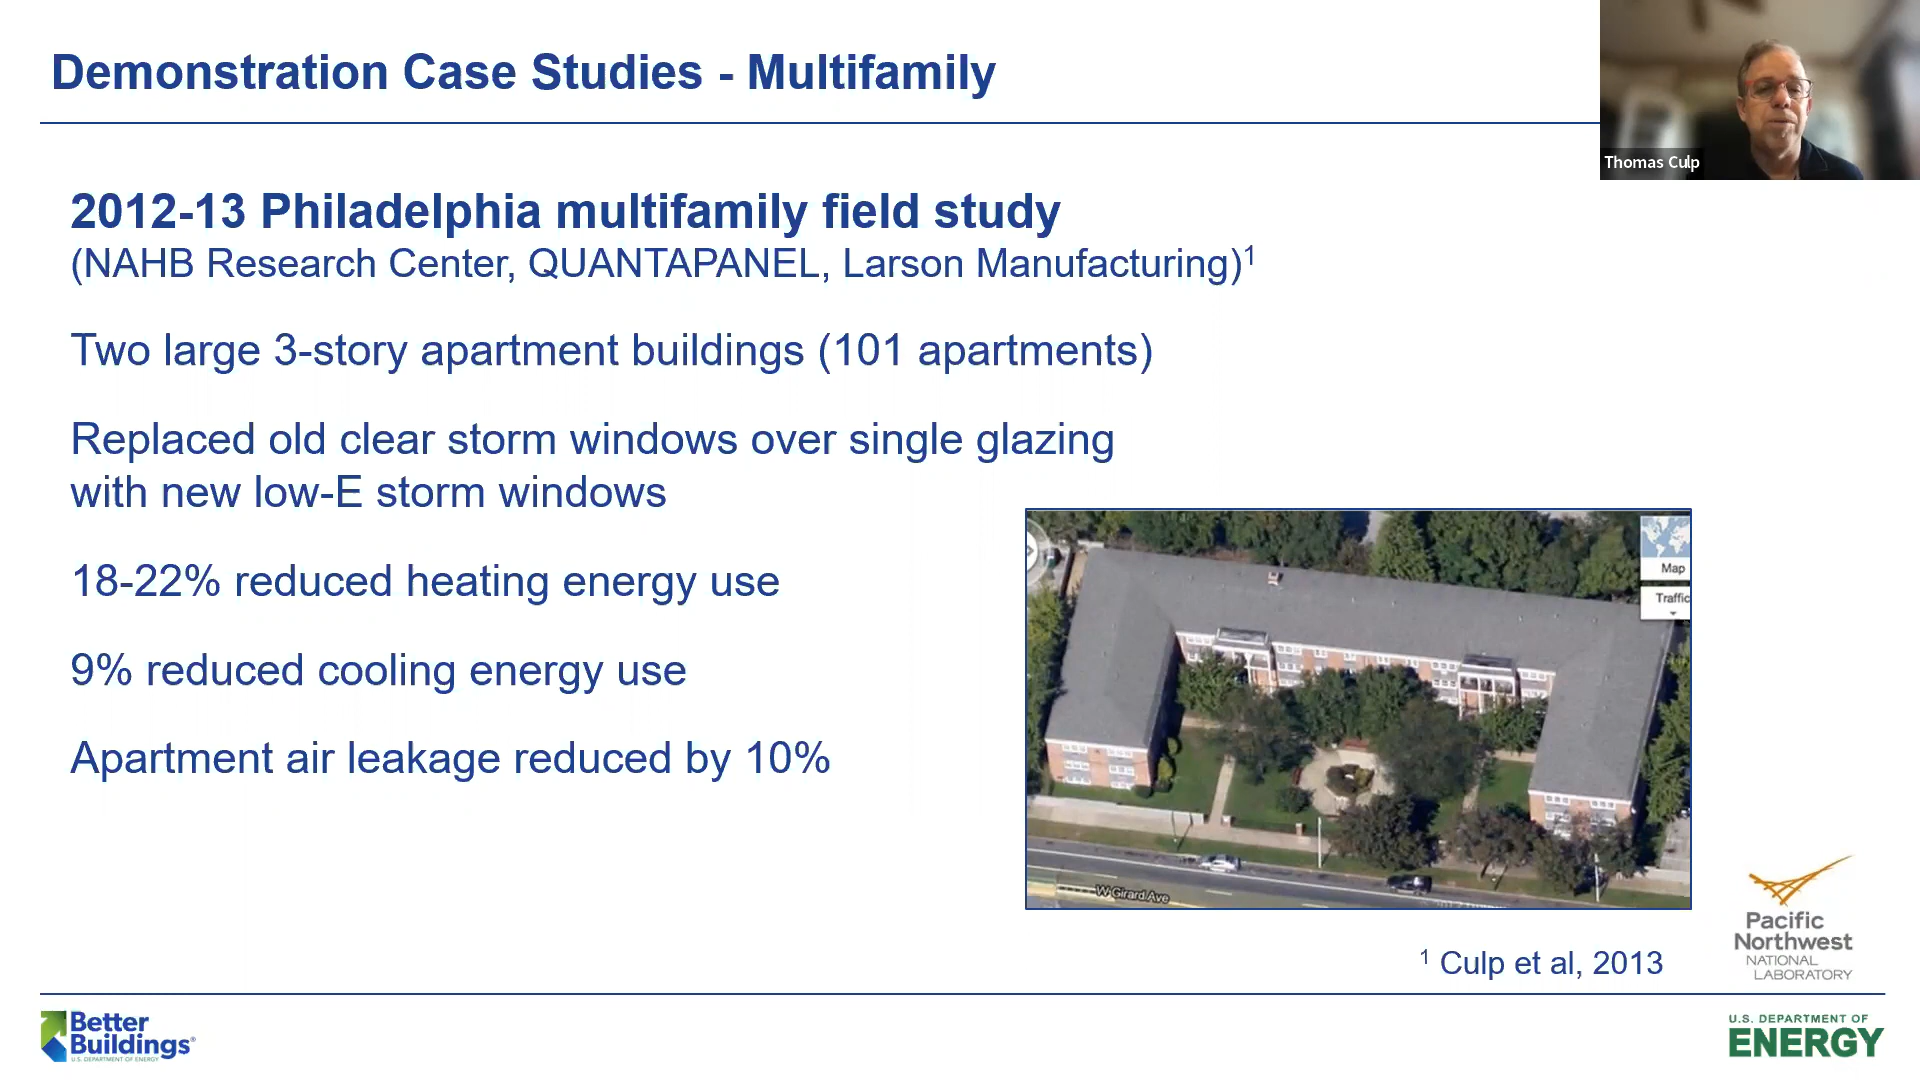 Demonstration Case Studies - Multifamily
Thomas Culp
2012-13 Philadelphia multifamily field study
(NAHB Research Center, QUANTAPANEL, Larson Manufacturing)1
Two large 3-story apartment buildings (101 apartments)
Replaced old clear storm windows over single glazing
with new low-E storm windows
18-22% reduced heating energy use
9% reduced cooling energy use
Apartment air leakage reduced by 10%
Map
Traffic
W Girard Ave
1 Culp et al, 2013
Pacific
Northwest
NATIONAL
LABORATORY
Better
Buildings®
U.S. DEPARTMENT OF ENERGY
U.S. DEPARTMENT OF
ENERGY